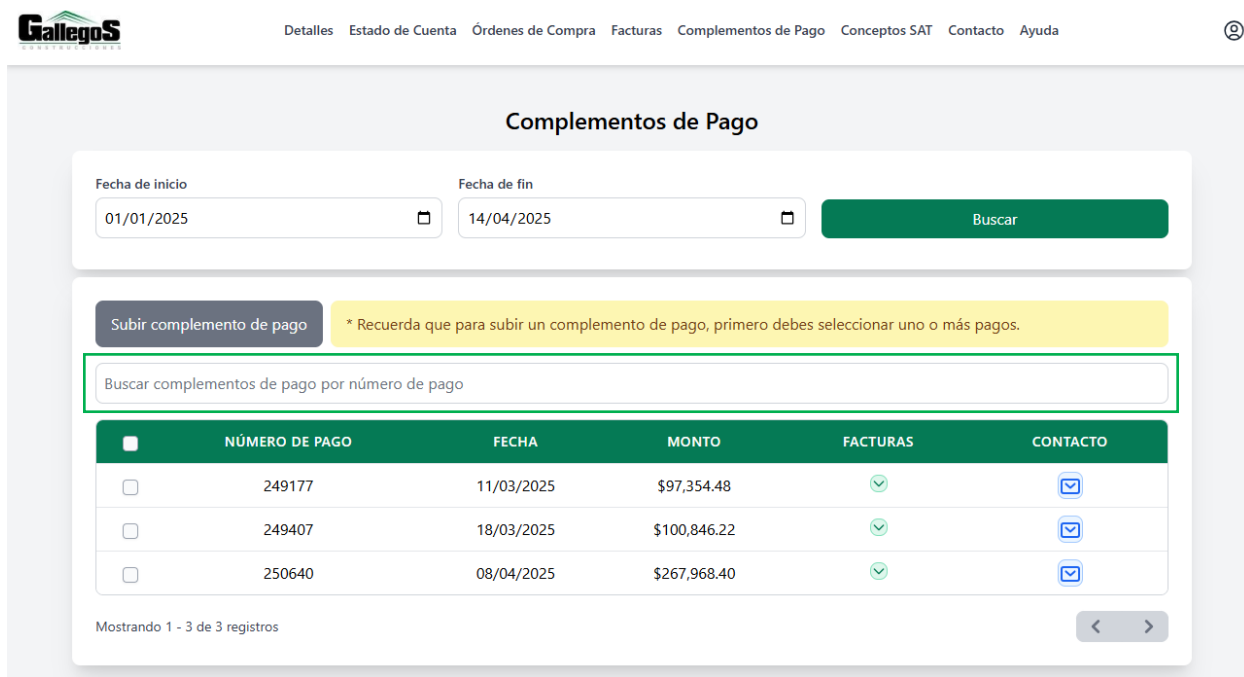 GallegoS
CONSTRUCCIONES
Detalles Estado de Cuenta Órdenes de Compra Facturas Complementos de Pago Conceptos SAT Contacto Ayuda
Complementos de Pago
Fecha de inicio Fecha de fin
01/01/2025 14/04/2025 Buscar
Subir complemento de pago * Recuerda que para subir un complemento de pago, primero debes seleccionar uno o más pagos.
Buscar complementos de pago por número de pago
NÚMERO DE PAGO FECHA MONTO FACTURAS CONTACTO
249177 11/03/2025 $97,354.48
249407 18/03/2025 $100,846.22
250640 08/04/2025 $267,968.40
Mostrando 1 - 3 de 3 registros